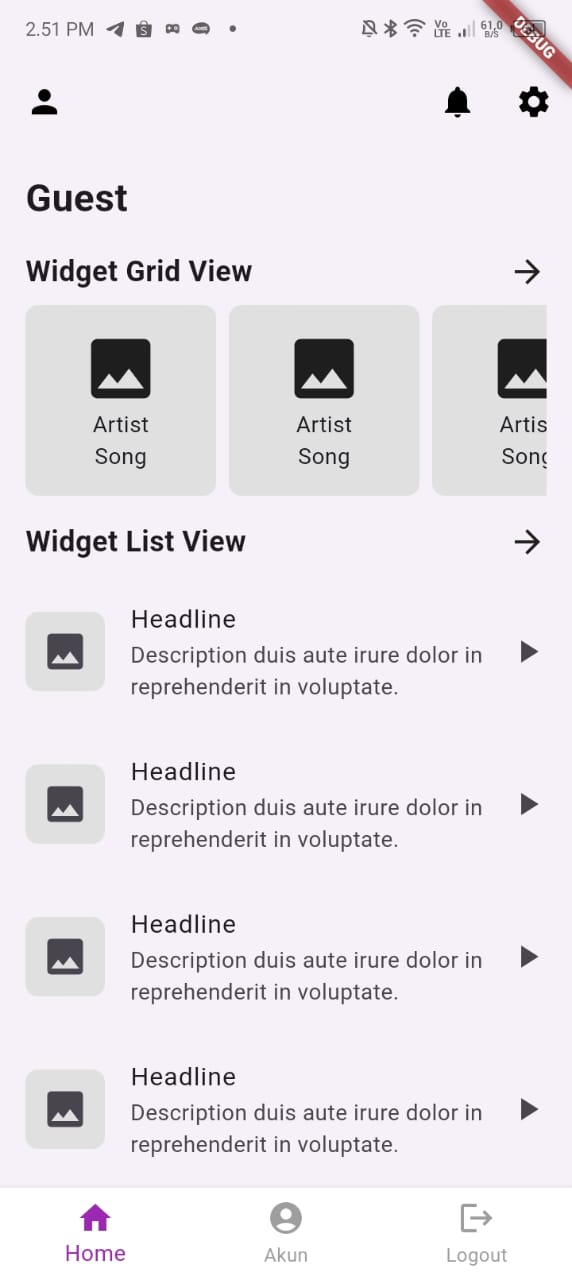 2.51 PM
Vo
LTE
61,0
B/S
DEBUG
Guest
Widget Grid View
Artist
Song
Artist
Song
Artis
Song
Widget List View
Headline
Description duis aute irure dolor in
reprehenderit in voluptate.
Headline
Description duis aute irure dolor in
reprehenderit in voluptate.
Headline
Description duis aute irure dolor in
reprehenderit in voluptate.
Headline
Description duis aute irure dolor in
reprehenderit in voluptate.
Home
Akun
Logout